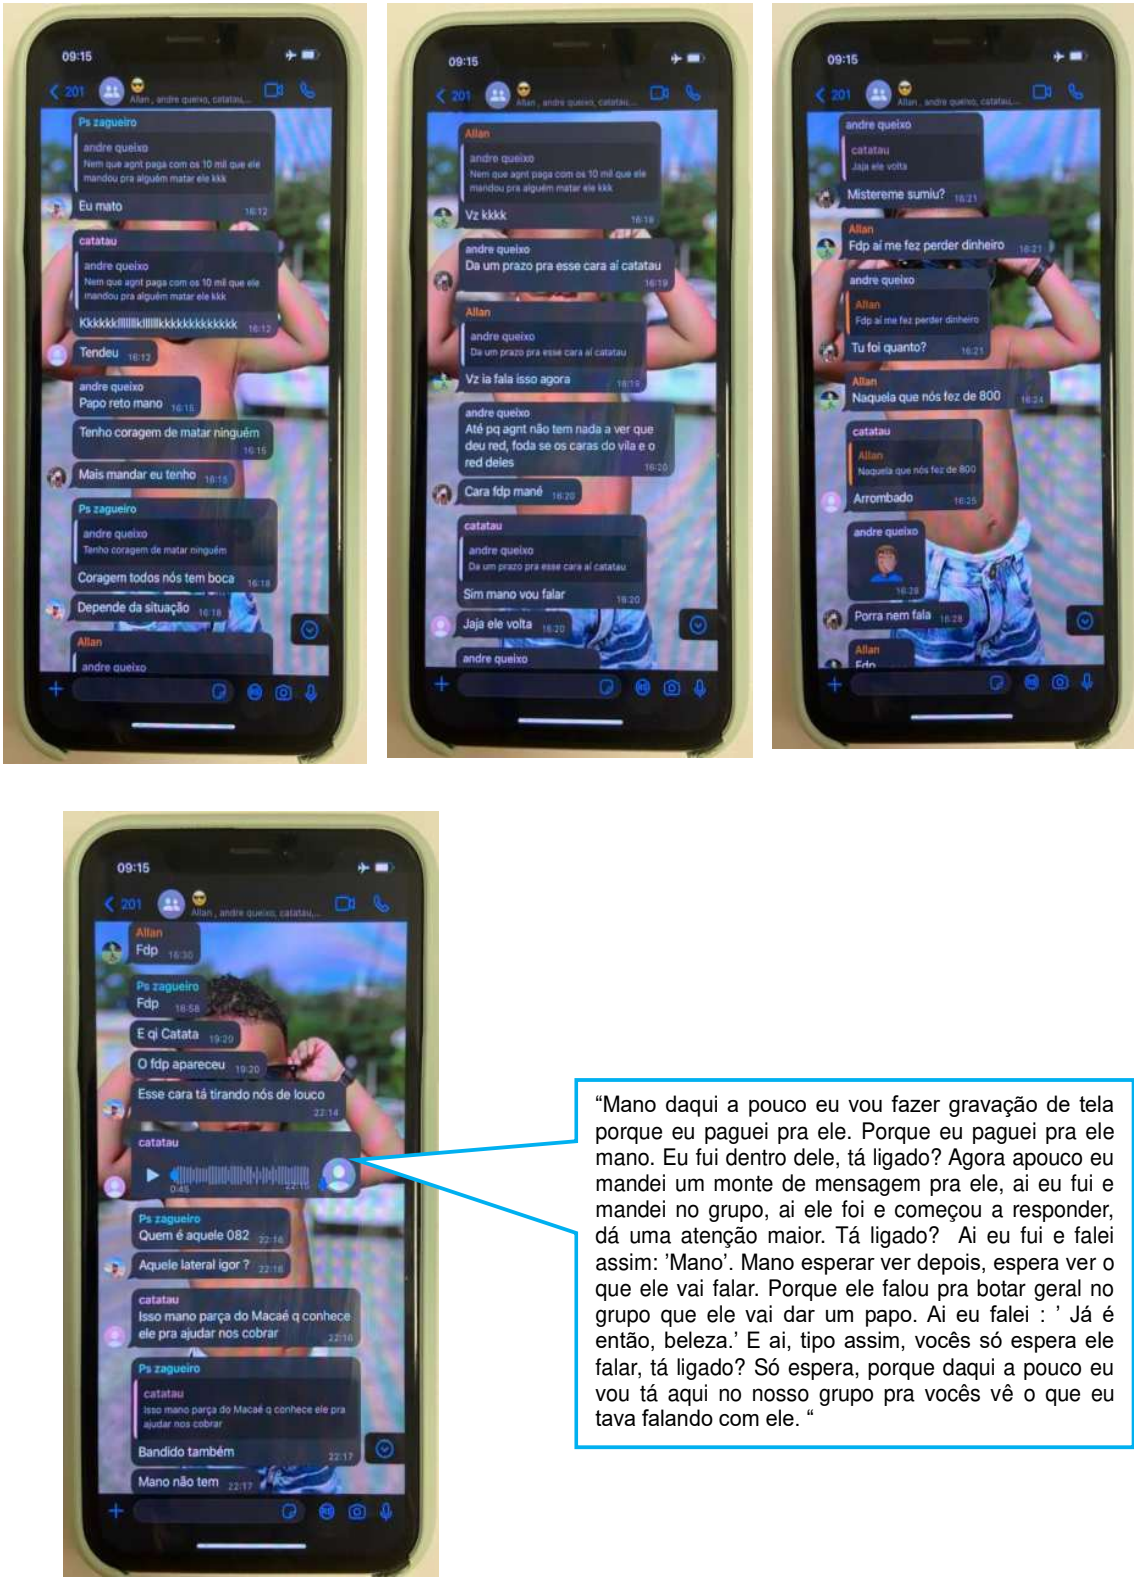 09:15
201
Allan , andre queixo, catatau,...
Ps zagueiro
andre queixo
Nem que agnt paga com os 10 mil que ele
mandou pra alguém matar ele kkk
Eu mato
16:12
catatau
andre queixo
Nem que agnt paga com os 10 mil que ele
mandou pra alguém matar ele kkk
16:12
Tendeu 16:12
andre queixo
Papo reto mano 16:15
Tenho coragem de matar ninguém
16:15
Mais mandar eu tenho 16:15
Ps zagueiro
andre queixo
Tenho coragem de matar ninguém
Coragem todos nós tem boca 16:18
Depende da situação 16:18
Allan
andre queixo
09:15
201
Allan , andre queixo, catatau,...
Allan
andre queixo
Nem que agnt paga com os 10 mil que ele
mandou pra alguém matar ele kkk
Vz kkkk
16:18
andre queixo
Da um prazo pra esse cara aí catatau
16:19
Allan
andre queixo
Da um prazo pra esse cara aí catatau
Vz ia fala isso agora
16:19
andre queixo
Até pq agnt não tem nada a ver que
deu red, foda se os caras do vila e o
red deles
16:20
Cara fdp mané 16:20
catatau
andre queixo
Da um prazo pra esse cara aí catatau
Sim mano vou falar
16:20
Jaja ele volta 16:20
andre queixo
09:15
201
Allan , andre queixo, catatau,...
andre queixo
catatau
Jaja ele volta
Mistereme sumiu? 16:21
Allan
Fdp aí me fez perder dinheiro 16:21
andre queixo
Allan
Fdp aí me fez perder dinheiro
Tu foi quanto?
16:21
Allan
Naquela que nós fez de 800 16:24
catatau
Allan
Naquela que nós fez de 800
Arrombado
16:25
andre queixo
16:28
Porra nem fala 16:28
Allan
Fdp
09:15
201
Allan , andre queixo, catatau,...
Allan
Fdp 16:30
Ps zagueiro
Fdp 16:58
E qi Catata 19:20
O fdp apareceu 19:20
Esse cara tá tirando nós de louco
22:14
catatau
0:45
Ps zagueiro
Quem é aquele 082 22:16
Aquele lateral igor ? 22:16
catatau
Isso mano parça do Macaé q conhece
ele pra ajudar nos cobrar
22:16
Ps zagueiro
catatau
Isso mano parça do Macaé q conhece ele pra
ajudar nos cobrar
Bandido também
22:17
Mano não tem 22:17
“Mano daqui a pouco eu vou fazer gravação de tela
porque eu paguei pra ele. Porque eu paguei pra ele
mano. Eu fui dentro dele, tá ligado? Agora apouco eu
mandei um monte de mensagem pra ele, ai eu fui e
mandei no grupo, ai ele foi e começou a responder,
dá uma atenção maior. Tá ligado? Ai eu fui e falei
assim: ’Mano’. Mano esperar ver depois, espera ver o
que ele vai falar. Porque ele falou pra botar geral no
grupo que ele vai dar um papo. Ai eu falei : ’ Já é
então, beleza.’ E ai, tipo assim, vocês só espera ele
falar, tá ligado? Só espera, porque daqui a pouco eu
vou tá aqui no nosso grupo pra vocês vê o que eu
tava falando com ele. “